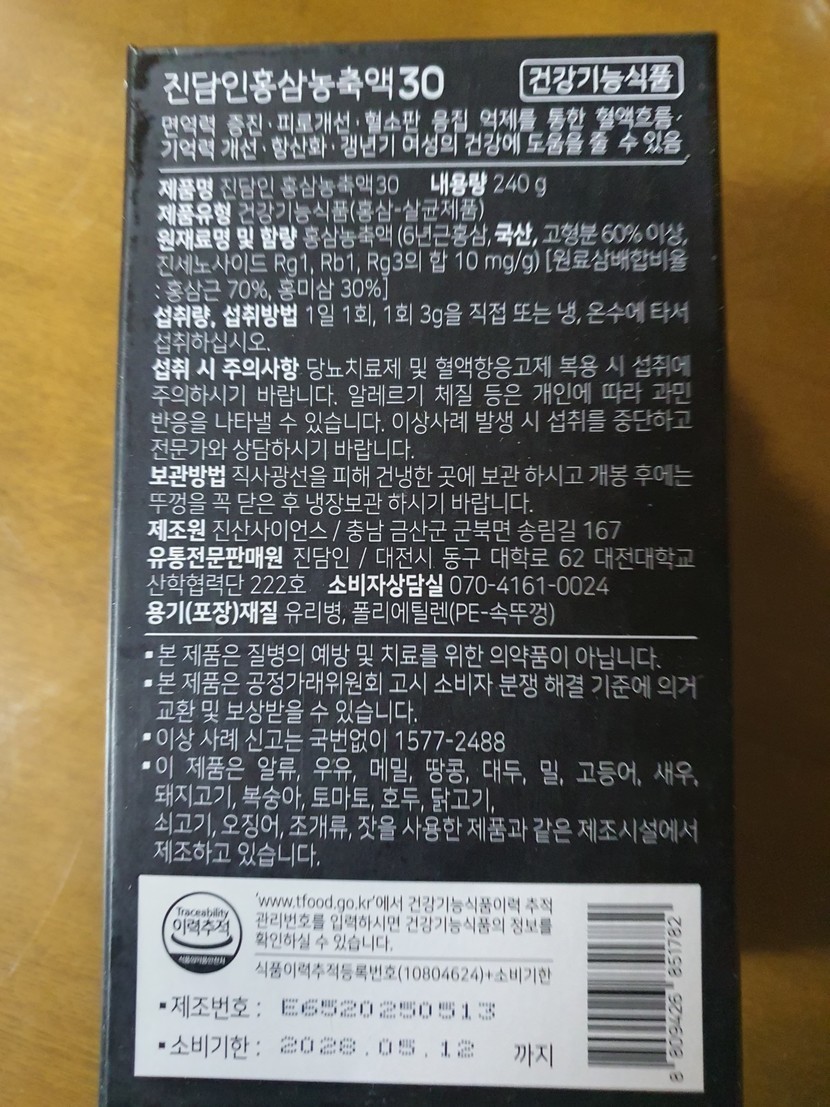 진담인홍삼농축액30 건강기능식품
면역력 증진·피로개선·혈소판 응집 억제를 통한 혈액흐름·
기억력 개선·항산화·갱년기 여성의 건강에 도움을 줄 수 있음
제품명 진담인 홍삼농축액30 내용량 240 g
제품유형 건강기능식품(홍삼-살균제품)
원재료명 및 함량 홍삼농축액 (6년근홍삼, 국산, 고형분 60% 이상,
진세노사이드 Rg1, Rb1, Rg3의 합 10 mg/g) [원료삼배합비율
: 홍삼근 70%, 홍미삼 30%]
섭취량, 섭취방법 1일 1회, 1회 3g을 직접 또는 냉, 온수에 타서
섭취하십시오.
섭취 시 주의사항 당뇨치료제 및 혈액항응고제 복용 시 섭취에
주의하시기 바랍니다. 알레르기 체질 등은 개인에 따라 과민
반응을 나타낼 수 있습니다. 이상사례 발생 시 섭취를 중단하고
전문가와 상담하시기 바랍니다.
보관방법 직사광선을 피해 건냉한 곳에 보관 하시고 개봉 후에는
뚜껑을 꼭 닫은 후 냉장보관 하시기 바랍니다.
제조원 진산사이언스 / 충남 금산군 군북면 송림길 167
유통전문판매원 진담인 / 대전시 동구 대학로 62 대전대학교
산학협력단 222호 소비자상담실 070-4161-0024
용기(포장)재질 유리병, 폴리에틸렌(PE-속뚜껑)
▪본 제품은 질병의 예방 및 치료를 위한 의약품이 아닙니다.
▪본 제품은 공정가래위원회 고시 소비자 분쟁 해결 기준에 의거
교환 및 보상받을 수 있습니다.
▪이상 사례 신고는 국번없이 1577-2488
▪이 제품은 알류, 우유, 메밀, 땅콩, 대두, 밀, 고등어, 새우,
돼지고기, 복숭아, 토마토, 호두, 닭고기,
쇠고기, 오징어, 조개류, 잣을 사용한 제품과 같은 제조시설에서
제조하고 있습니다.
Traceability
이력추적
식품의약품안전처
'www.tfood.go.kr'에서 건강기능식품이력 추적
관리번호를 입력하시면 건강기능식품의 정보를
확인하실 수 있습니다.
식품이력추적등록번호(10804624)+소비기한
▪제조번호 : E6520250513
▪소비기한 : 2028.05.12 까지
8 809426 851782